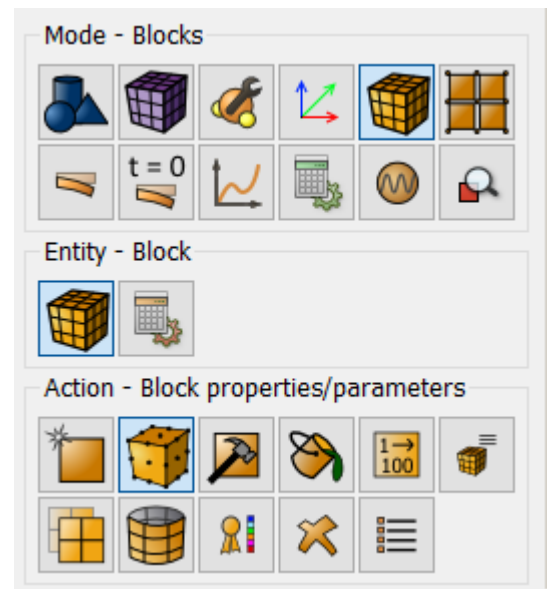 Mode - Blocks
t = 0
Entity - Block
Action - Block properties/parameters
1→
100